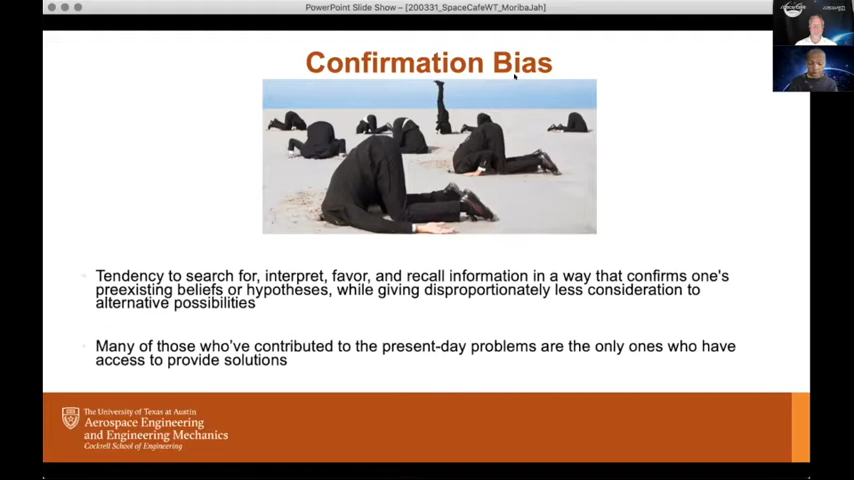 PowerPoint Slide Show – [200331_SpaceCafeWT_MoribaJah]
Confirmation Bias
Tendency to search for, interpret, favor, and recall information in a way that confirms one's
preexisting beliefs or hypotheses, while giving disproportionately less consideration to
alternative possibilities
Many of those who've contributed to the present-day problems are the only ones who have
access to provide solutions
The University of Texas at Austin
Aerospace Engineering
and Engineering Mechanics
Cockrell School of Engineering